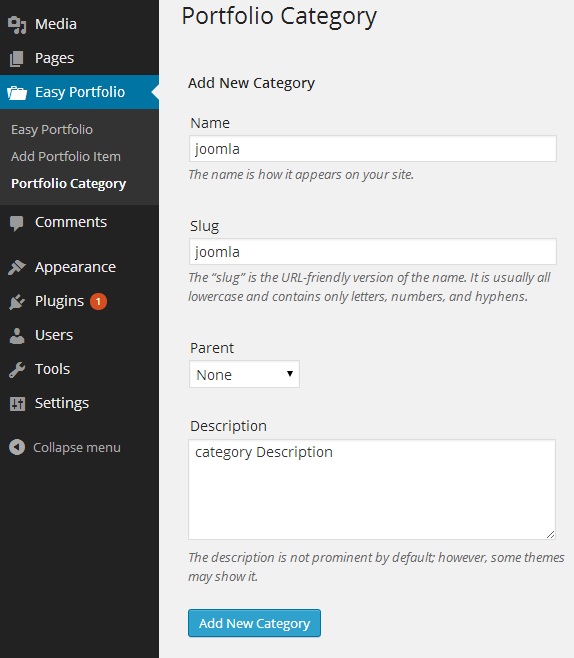 Media
Pages
Easy Portfolio
Easy Portfolio
Add Portfolio Item
Portfolio Category
Comments
Appearance
Plugins 1
Users
Tools
Settings
Collapse menu
Portfolio Category
Add New Category
Name
joomla
The name is how it appears on your site.
Slug
joomla
The “slug” is the URL-friendly version of the name. It is usually all
lowercase and contains only letters, numbers, and hyphens.
Parent
None
Description
category Description
The description is not prominent by default; however, some themes
may show it.
Add New Category